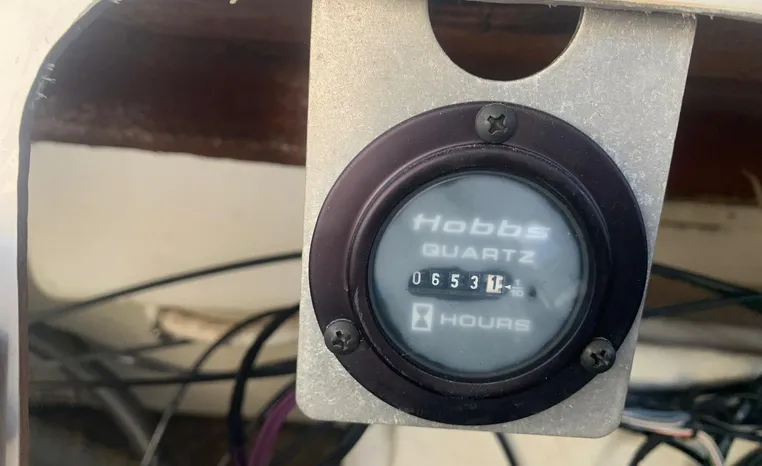 Hobbs
QUARTZ
06531 1/10
HOURS